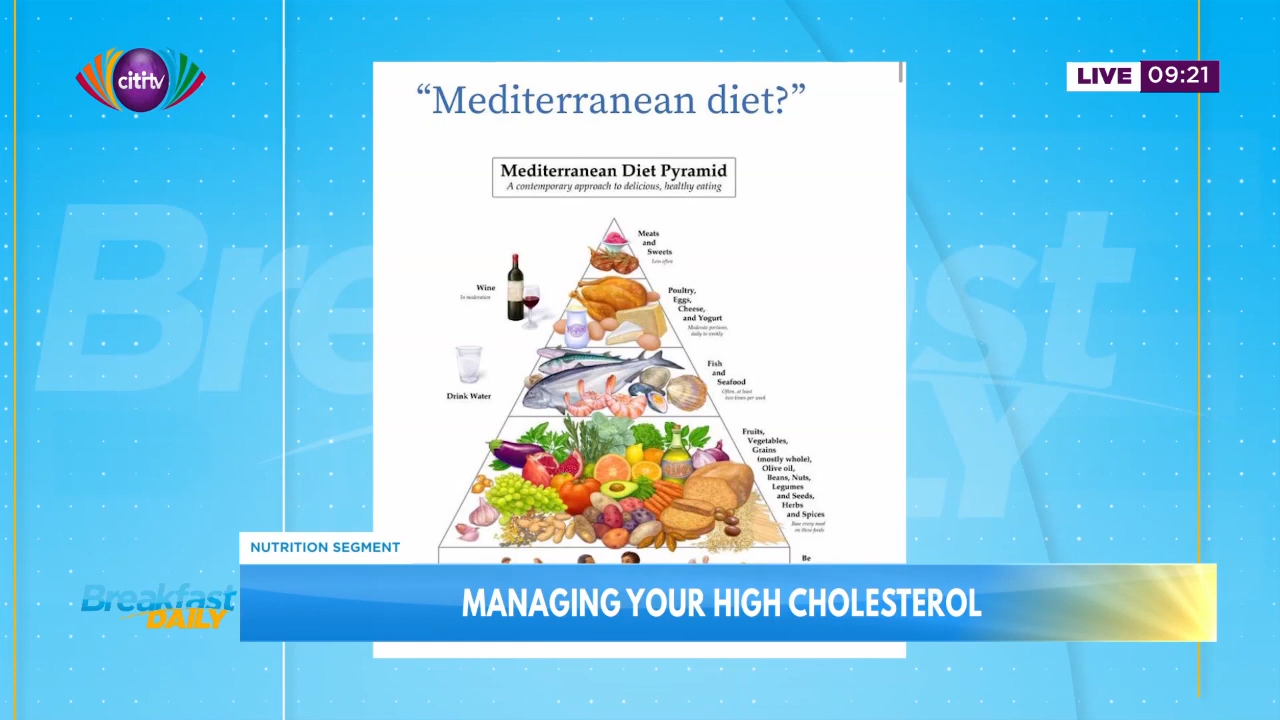 cititv
LIVE 09:21
“Mediterranean diet?”
Mediterranean Diet Pyramid
A contemporary approach to delicious, healthy eating
Meats
and
Sweets
Less often
Wine
In moderation
Poultry,
Eggs,
Cheese,
and Yogurt
Moderate portions,
daily to weekly
Fish
and
Seafood
Often, at least
two times per week
Drink Water
Fruits,
Vegetables,
Grains
(mostly whole),
Olive oil,
Beans, Nuts,
Legumes
and Seeds,
Herbs
and Spices
Base every meal
on these foods
Be
NUTRITION SEGMENT
Breakfast
DAILY
MANAGING YOUR HIGH CHOLESTEROL